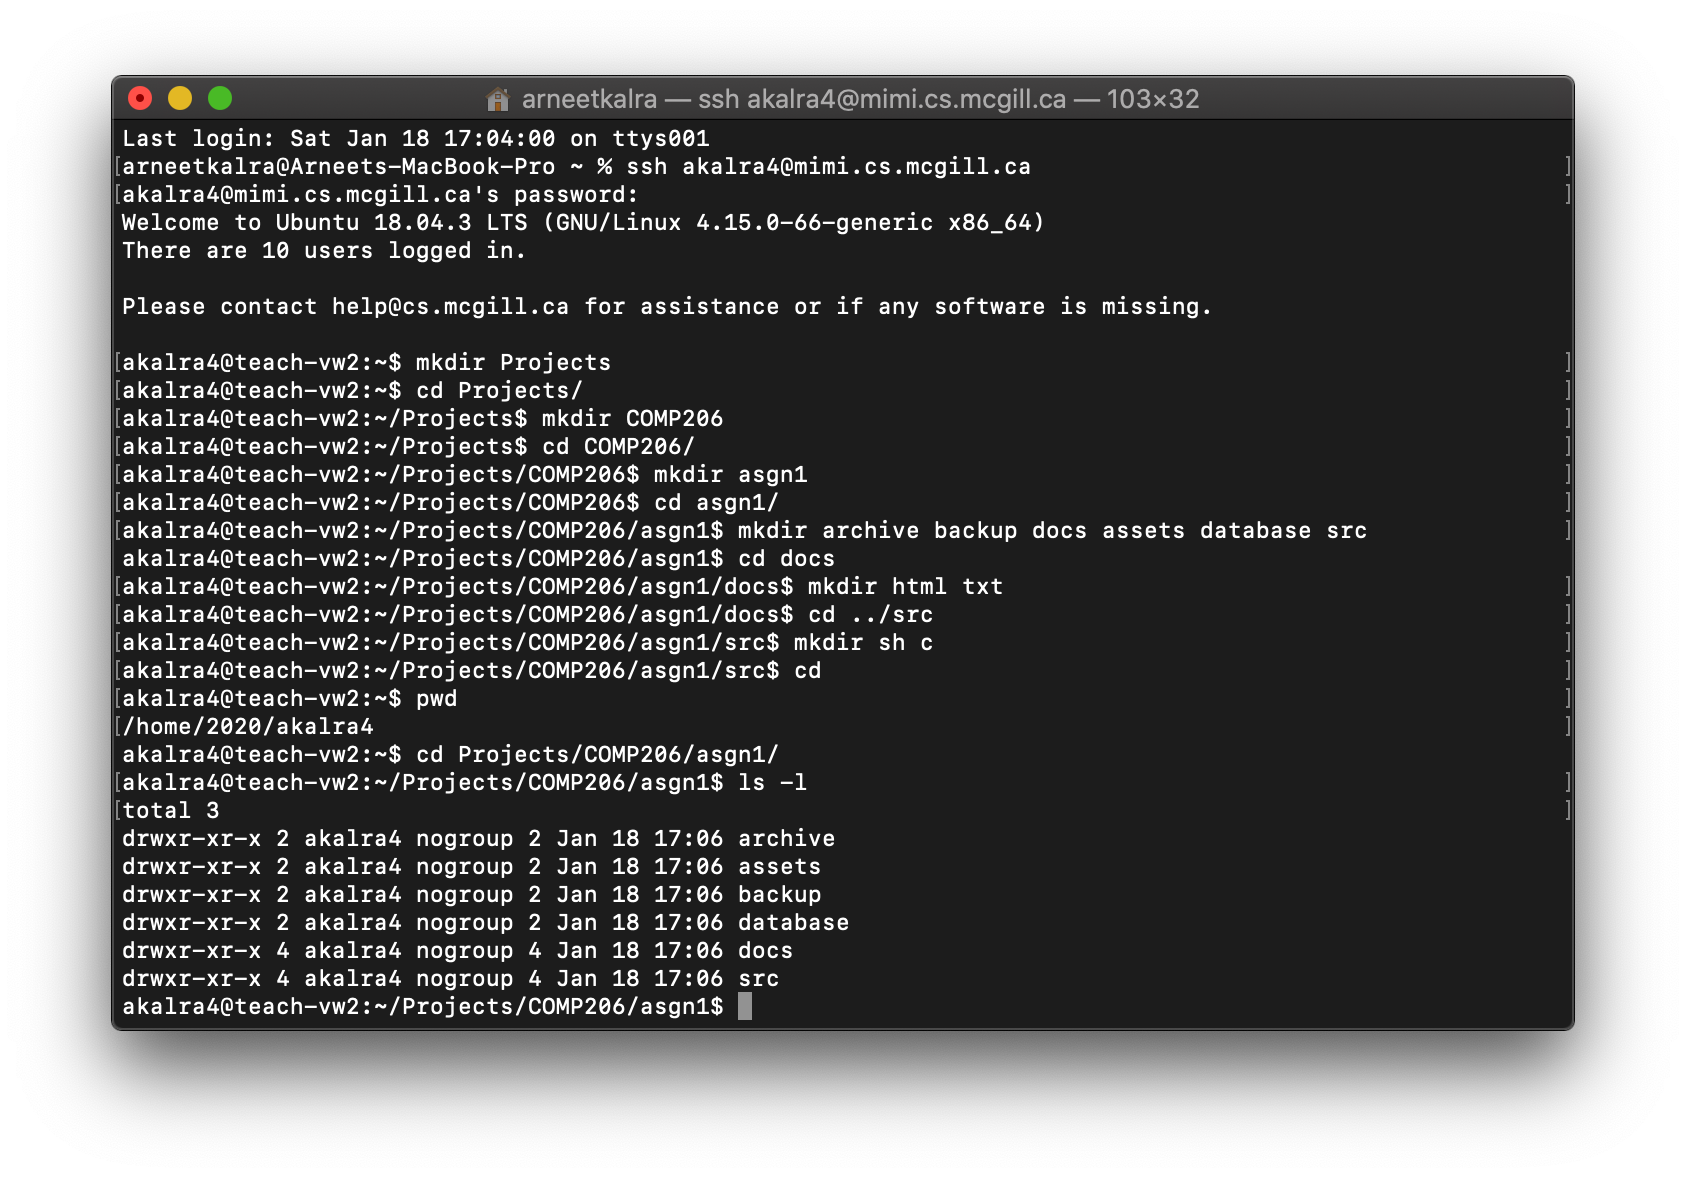 arneetkalra — ssh akalra4@mimi.cs.mcgill.ca — 103×32
Last login: Sat Jan 18 17:04:00 on ttys001
[arneetkalra@Arneets-MacBook-Pro ~ % ssh akalra4@mimi.cs.mcgill.ca ]
[akalra4@mimi.cs.mcgill.ca's password: ]
Welcome to Ubuntu 18.04.3 LTS (GNU/Linux 4.15.0-66-generic x86_64)
There are 10 users logged in.
Please contact help@cs.mcgill.ca for assistance or if any software is missing.
[akalra4@teach-vw2:~$ mkdir Projects ]
[akalra4@teach-vw2:~$ cd Projects/ ]
[akalra4@teach-vw2:~/Projects$ mkdir COMP206 ]
[akalra4@teach-vw2:~/Projects$ cd COMP206/ ]
[akalra4@teach-vw2:~/Projects/COMP206$ mkdir asgn1 ]
[akalra4@teach-vw2:~/Projects/COMP206$ cd asgn1/ ]
[akalra4@teach-vw2:~/Projects/COMP206/asgn1$ mkdir archive backup docs assets database src ]
akalra4@teach-vw2:~/Projects/COMP206/asgn1$ cd docs
[akalra4@teach-vw2:~/Projects/COMP206/asgn1/docs$ mkdir html txt ]
[akalra4@teach-vw2:~/Projects/COMP206/asgn1/docs$ cd ../src ]
[akalra4@teach-vw2:~/Projects/COMP206/asgn1/src$ mkdir sh c ]
[akalra4@teach-vw2:~/Projects/COMP206/asgn1/src$ cd ]
[akalra4@teach-vw2:~$ pwd ]
[/home/2020/akalra4 ]
akalra4@teach-vw2:~$ cd Projects/COMP206/asgn1/
[akalra4@teach-vw2:~/Projects/COMP206/asgn1$ ls -l ]
[total 3 ]
drwxr-xr-x 2 akalra4 nogroup 2 Jan 18 17:06 archive
drwxr-xr-x 2 akalra4 nogroup 2 Jan 18 17:06 assets
drwxr-xr-x 2 akalra4 nogroup 2 Jan 18 17:06 backup
drwxr-xr-x 2 akalra4 nogroup 2 Jan 18 17:06 database
drwxr-xr-x 4 akalra4 nogroup 4 Jan 18 17:06 docs
drwxr-xr-x 4 akalra4 nogroup 4 Jan 18 17:06 src
akalra4@teach-vw2:~/Projects/COMP206/asgn1$